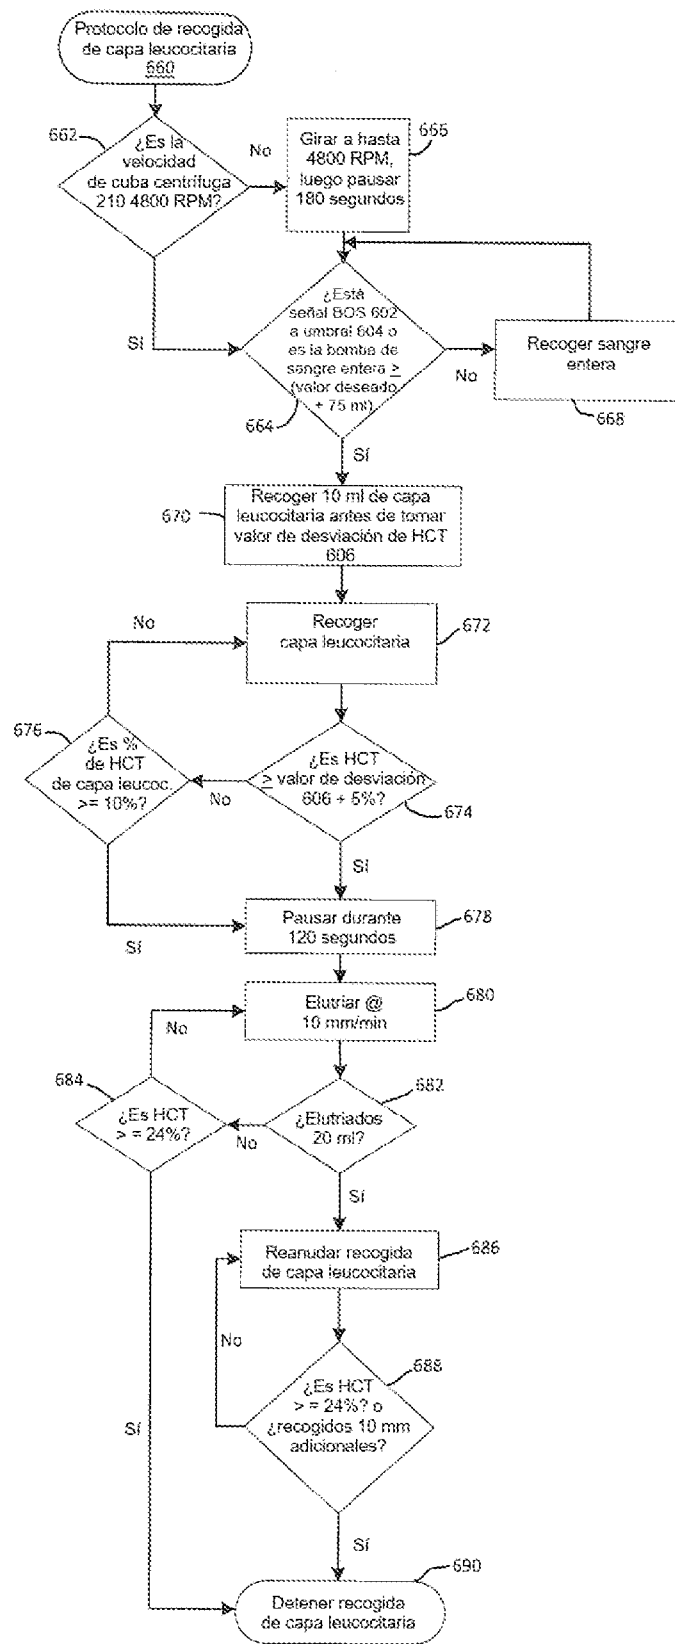 Protocolo de recogida
de capa leucocitaria
660
662
¿Es la
velocidad
de cuba centrífuga
210 4800 RPM?
No
Girar a hasta
4800 RPM,
luego pausar
180 segundos
666
Sí
¿Está
señal BOS 602
a umbral 604 o
es la bomba de
sangre entera >
(valor deseado
+ 75 ml)
664
No
Recoger sangre
entera
668
Sí
670
Recoger 10 ml de capa
leucocitaria antes de tomar
valor de desviación de HCT
606
No
Recoger
capa leucocitaria
672
676
¿Es %
de HCT
de capa leucoc.
>= 10%?
No
¿Es HCT
> valor de desviación
606 + 5%?
674
Sí
Sí
Pausar durante
120 segundos
678
No
Elutriar @
10 mm/min
680
684
¿Es HCT
> = 24%?
No
¿Elutriados
20 ml?
682
Sí
Reanudar recogida
de capa leucocitaria
686
No
¿Es HCT
> = 24%? o
¿recogidos 10 mm
adicionales?
688
Sí
Sí
Detener recogida
de capa leucocitaria
690